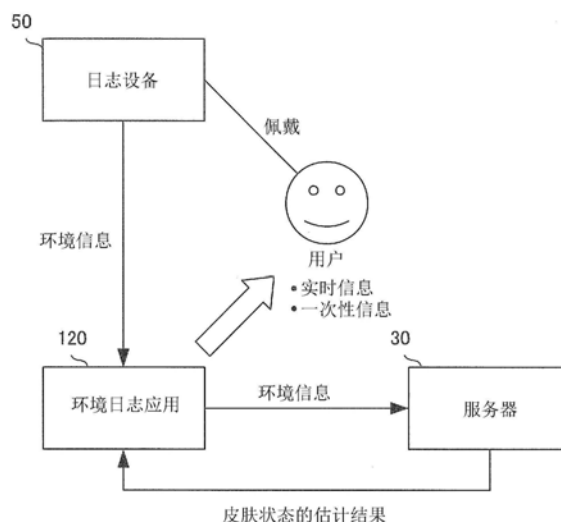 50
日志设备
佩戴
环境信息
用户
•实时信息
•一次性信息
120
30
环境日志应用
环境信息
服务器
皮肤状态的估计结果